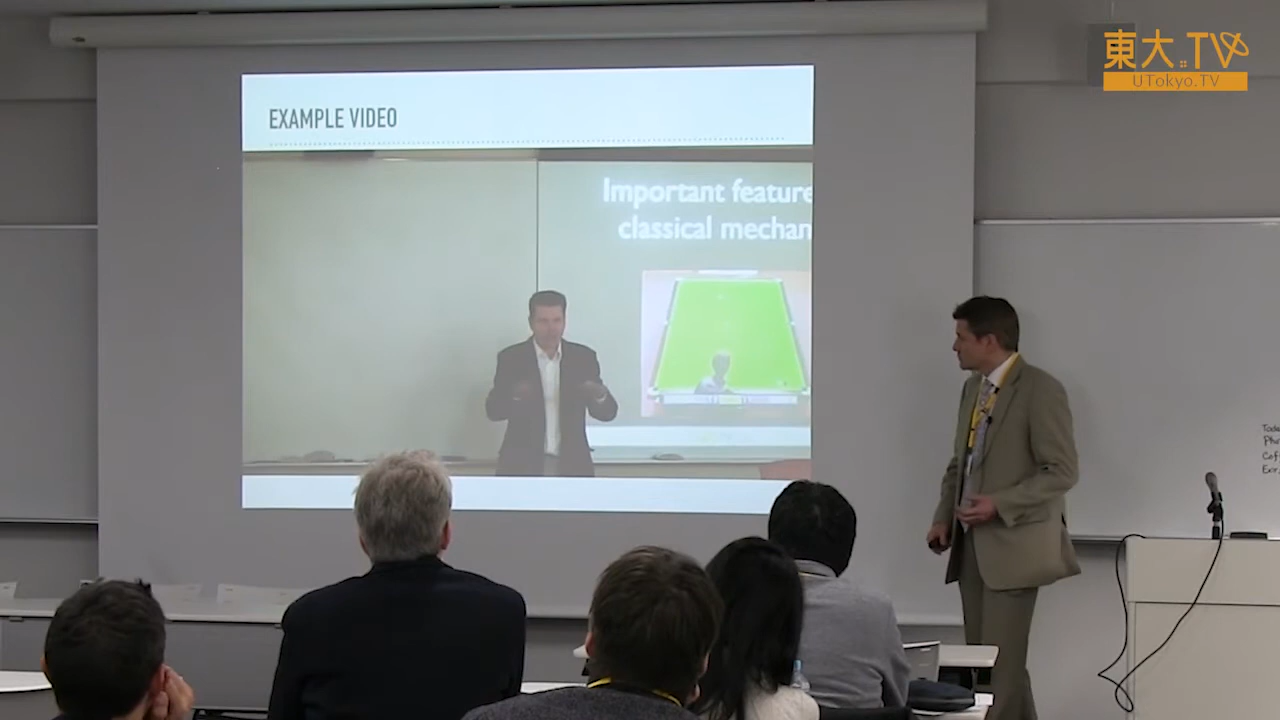 東大.TV
UTokyo.TV
EXAMPLE VIDEO
Important feature
classical mechan